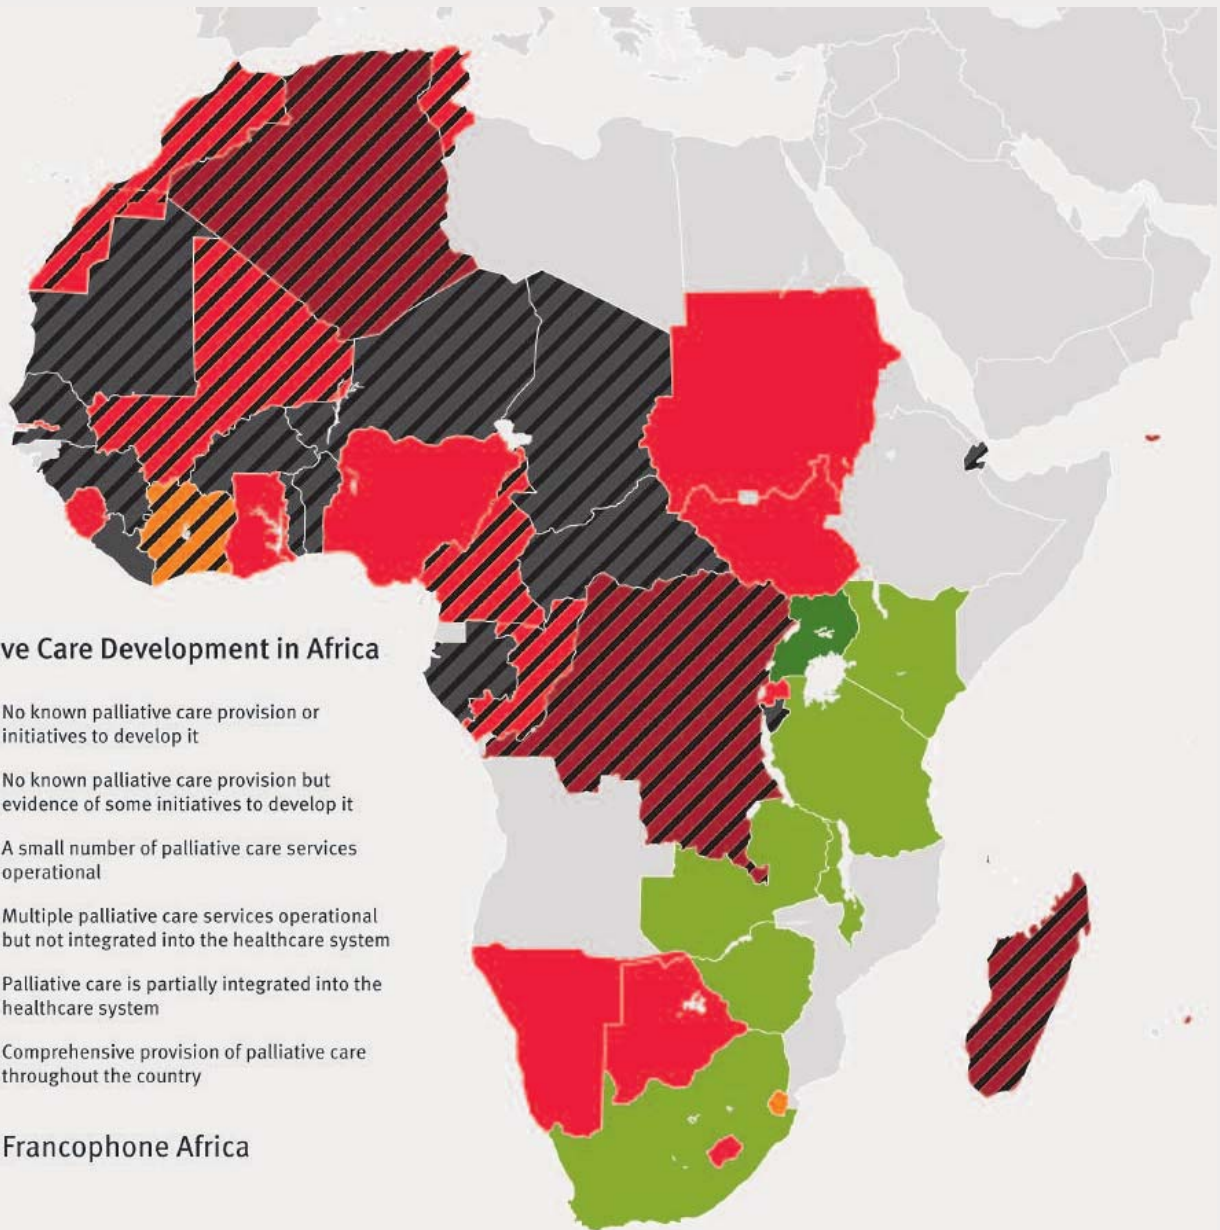 ve Care Development in Africa
No known palliative care provision or
initiatives to develop it
No known palliative care provision but
evidence of some initiatives to develop it
A small number of palliative care services
operational
Multiple palliative care services operational
but not integrated into the healthcare system
Palliative care is partially integrated into the
healthcare system
Comprehensive provision of palliative care
throughout the country
Francophone Africa